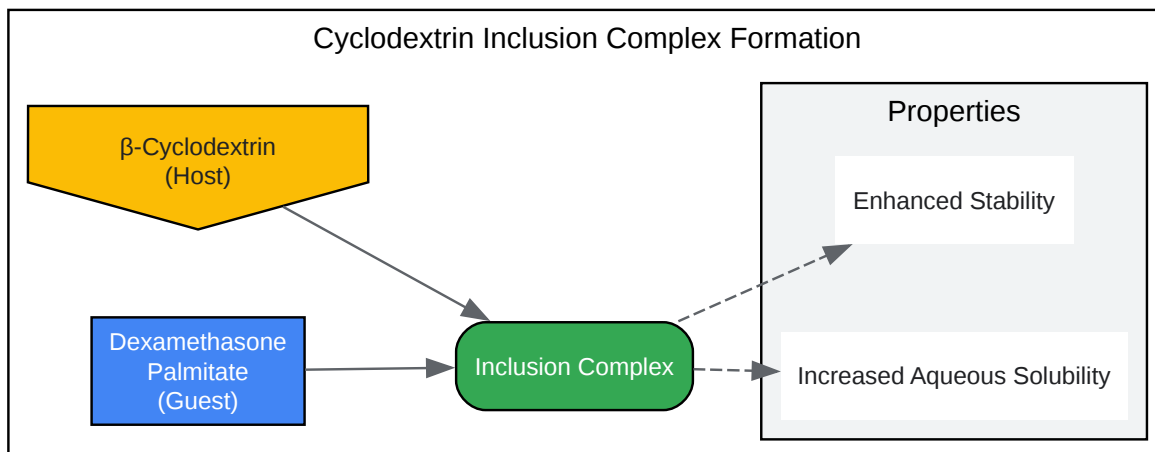 Cyclodextrin Inclusion Complex Formation
β-Cyclodextrin
(Host)
Dexamethasone
Palmitate
(Guest)
Inclusion Complex
Properties
Enhanced Stability
Increased Aqueous Solubility